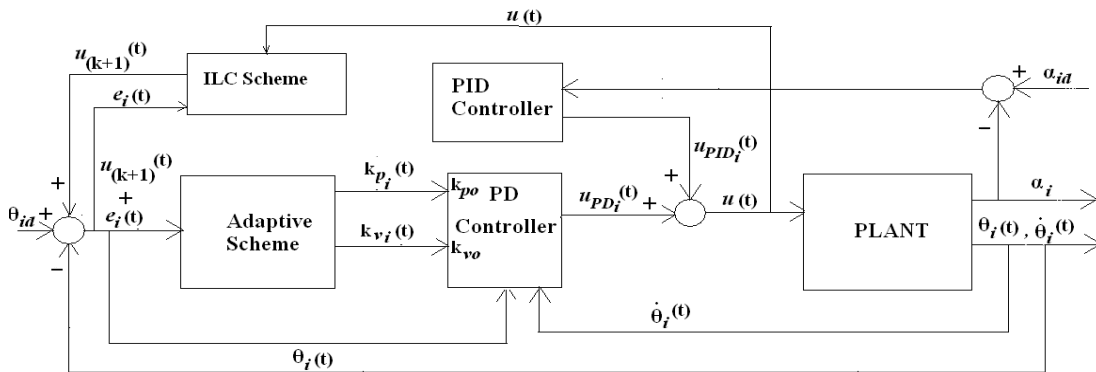 u (t)
u(k+1)(t)
ILC Scheme
ei(t)
PID
Controller
+
αid
−
u(k+1)(t)
kpi(t)
uPIDi(t)
+
+
+
θid +
ei(t)
Adaptive
Scheme
kpo
PD
Controller
uPDi(t)
+
u (t)
PLANT
αi
kvi(t)
kvo
θi(t) , θ̇i(t)
−
θ̇i(t)
θi(t)